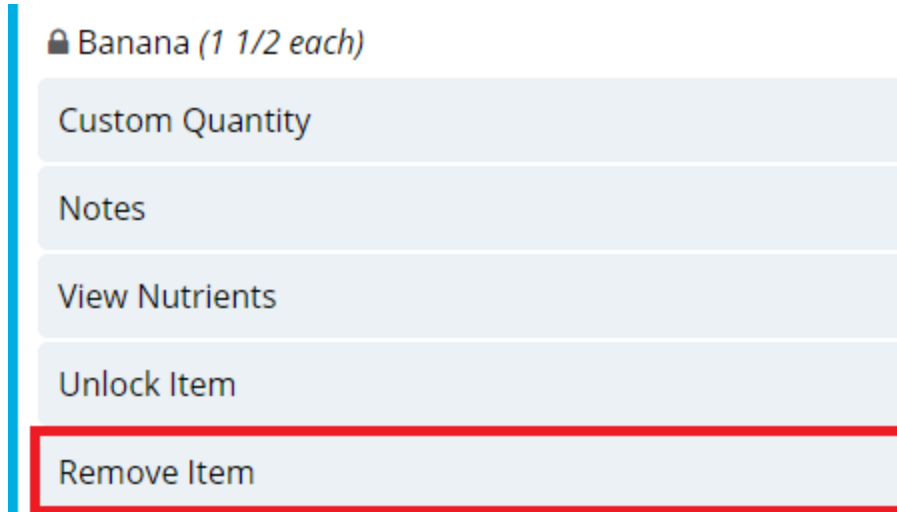 Banana (1 1/2 each)
Custom Quantity
Notes
View Nutrients
Unlock Item
Remove Item